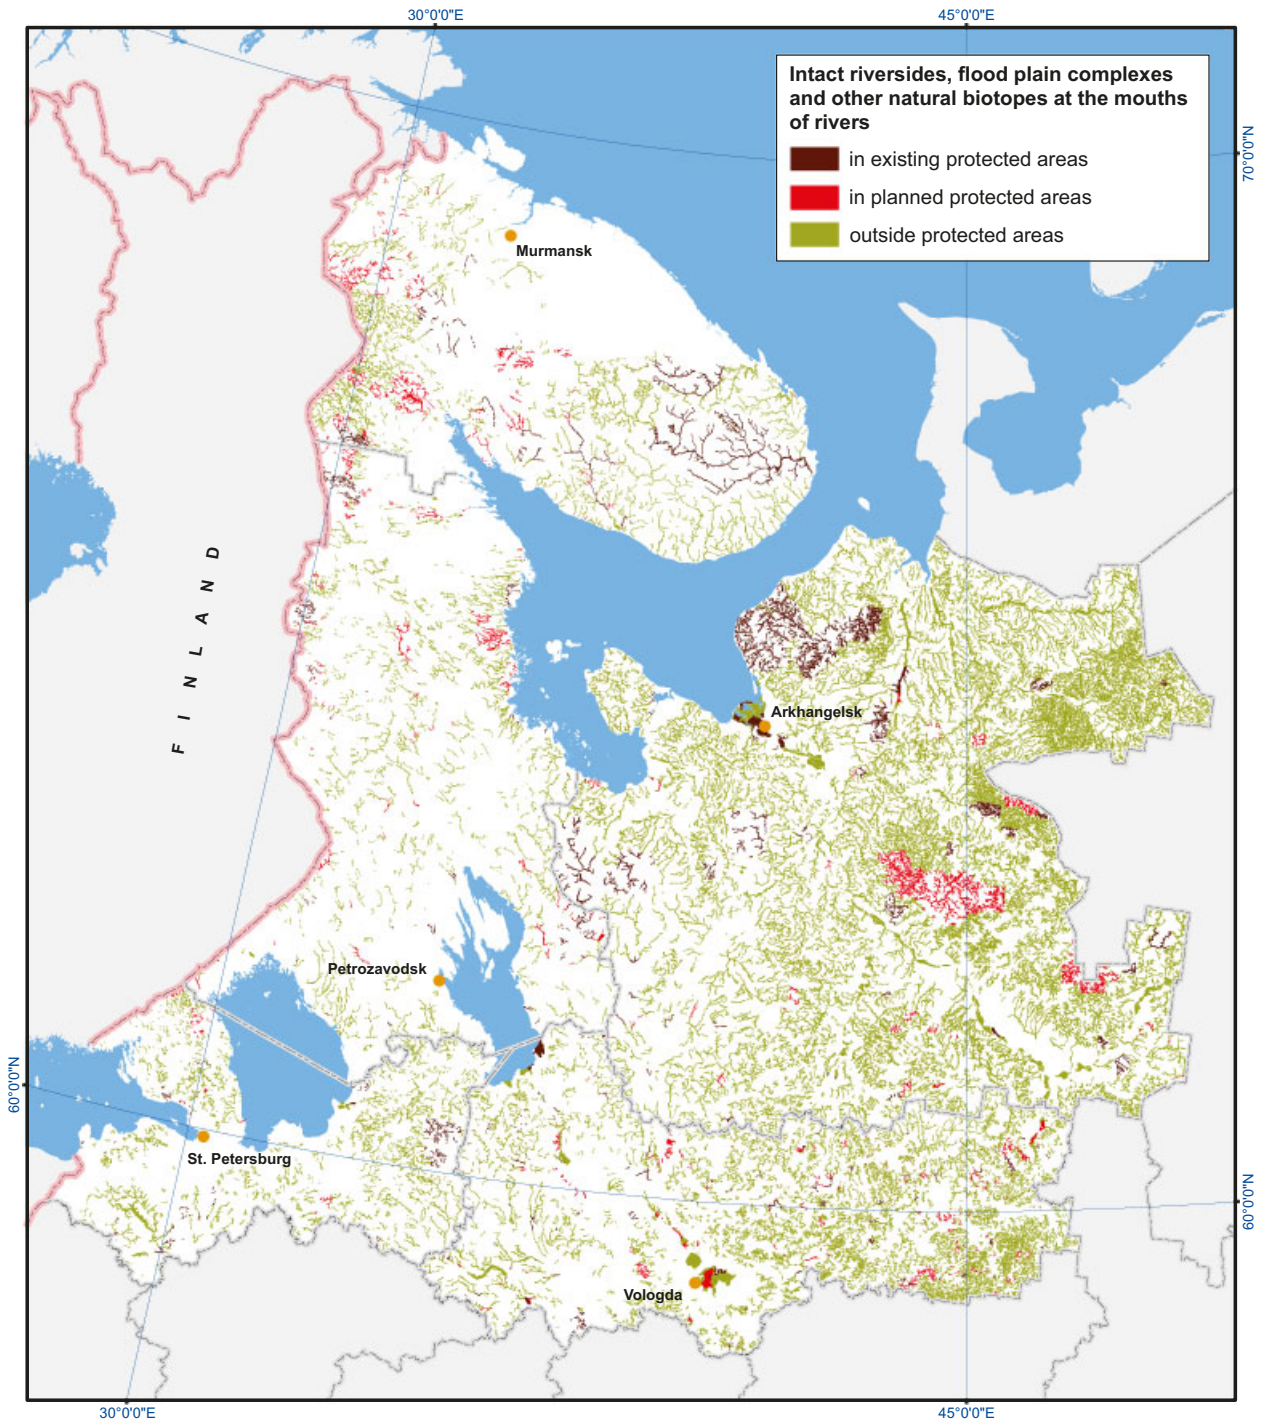 30°0'0"E
45°0'0"E
Intact riversides, flood plain complexes
and other natural biotopes at the mouths
of rivers
in existing protected areas
in planned protected areas
outside protected areas
70°0'0"N
Murmansk
FINLAND
Arkhangelsk
Petrozavodsk
60°0'0"N
St. Petersburg
60°0'0"N
Vologda
30°0'0"E
45°0'0"E